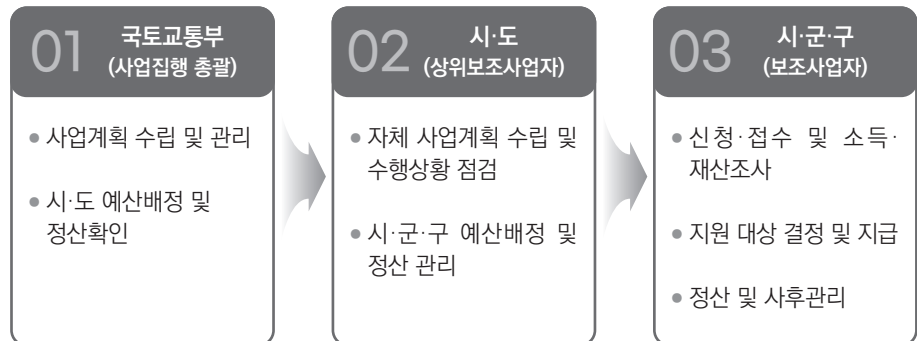 01 국토교통부
(사업집행 총괄)
● 사업계획 수립 및 관리
● 시·도 예산배정 및
정산확인
02 시·도
(상위보조사업자)
● 자체 사업계획 수립 및
수행상황 점검
● 시·군·구 예산배정 및
정산 관리
03 시·군·구
(보조사업자)
● 신청·접수 및 소득·
재산조사
● 지원 대상 결정 및 지급
● 정산 및 사후관리